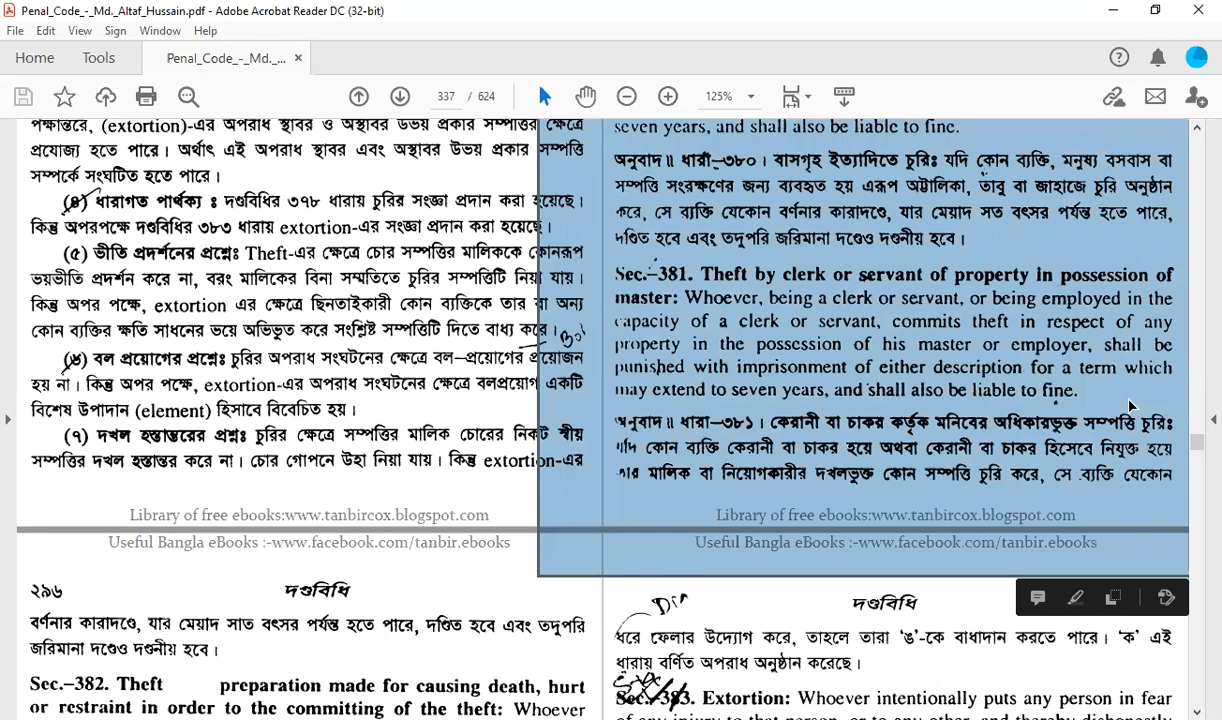 Penal_Code_-_Md._Altaf_Hussain.pdf - Adobe Acrobat Reader DC (32-bit)
File Edit View Sign Window Help
Home Tools Penal_Code_-_Md._... ×
337 / 624 125%
পক্ষান্তরে, (extortion)-এর অপরাধ স্থাবর ও অস্থাবর উভয় প্রকার সম্পত্তির ক্ষেত্রে
প্রযোজ্য হতে পারে। অর্থাৎ এই অপরাধ স্থাবর এবং অস্থাবর উভয় প্রকার সম্পত্তি
সম্পর্কে সংঘটিত হতে পারে।
(৪) ধারাগত পার্থক্য ঃ দণ্ডবিধির ৩৭৮ ধারায় চুরির সংজ্ঞা প্রদান করা হয়েছে।
কিন্তু অপরপক্ষে দণ্ডবিধির ৩৮৩ ধারায় extortion-এর সংজ্ঞা প্রদান করা হয়েছে।
(৫) ভীতি প্রদর্শনের প্রশ্নেঃ Theft-এর ক্ষেত্রে চোর সম্পত্তির মালিককে কোনরূপ
ভয়ভীতি প্রদর্শন করে না, বরং মালিকের বিনা সম্মতিতে চুরির সম্পত্তিটি নিয়া যায়।
কিন্তু অপর পক্ষে, extortion এর ক্ষেত্রে ছিনতাইকারী কোন ব্যক্তিকে তার বা অন্য
কোন ব্যক্তির ক্ষতি সাধনের ভয়ে অভিভুত করে সংশ্লিষ্ট সম্পত্তিটি দিতে বাধ্য করে।
(৬) বল প্রয়োগের প্রশ্নেঃ চুরির অপরাধ সংঘটনের ক্ষেত্রে বল–প্রয়োগের প্রয়োজন
হয় না। কিন্তু অপর পক্ষে, extortion-এর অপরাধ সংঘটনের ক্ষেত্রে বলপ্রয়োগ একটি
বিশেষ উপাদান (element) হিসাবে বিবেচিত হয়।
(৭) দখল হস্তান্তরের প্রশ্নেঃ চুরির ক্ষেত্রে সম্পত্তির মালিক চোরের নিকট স্বীয়
সম্পত্তির দখল হস্তান্তর করে না। চোর গোপনে উহা নিয়া যায়। কিন্তু extortion-এর
Library of free ebooks:www.tanbircox.blogspot.com
Useful Bangla eBooks :-www.facebook.com/tanbir.ebooks
seven years, and shall also be liable to fine.
অনুবাদ॥ ধারা–৩৮০। বাসগৃহ ইত্যাদিতে চুরিঃ যদি কোন ব্যক্তি, মনুষ্য বসবাস বা
সম্পত্তি সংরক্ষণের জন্য ব্যবহৃত হয় এরূপ অট্টালিকা, তাবু বা জাহাজে চুরি অনুষ্ঠান
করে, সে ব্যক্তি যেকোন বর্ণনার কারাদণ্ডে, যার মেয়াদ সাত বৎসর পর্যন্ত হতে পারে,
দণ্ডিত হবে এবং তদুপরি জরিমানা দণ্ডেও দণ্ডনীয় হবে।
Sec.–381. Theft by clerk or servant of property in possession of
master: Whoever, being a clerk or servant, or being employed in the
capacity of a clerk or servant, commits theft in respect of any
property in the possession of his master or employer, shall be
punished with imprisonment of either description for a term which
may extend to seven years, and shall also be liable to fine.
অনুবাদ॥ ধারা–৩৮১। কেরানী বা চাকর কর্তৃক মনিবের অধিকারভুক্ত সম্পত্তি চুরিঃ
যদি কোন ব্যক্তি কেরানী বা চাকর হয়ে অথবা কেরানী বা চাকর হিসেবে নিযুক্ত হয়ে
তার মালিক বা নিয়োগকারীর দখলভুক্ত কোন সম্পত্তি চুরি করে, সে ব্যক্তি যেকোন
Library of free ebooks:www.tanbircox.blogspot.com
Useful Bangla eBooks :-www.facebook.com/tanbir.ebooks
২৯৬ দণ্ডবিধি
বর্ণনার কারাদণ্ডে, যার মেয়াদ সাত বৎসর পর্যন্ত হতে পারে, দণ্ডিত হবে এবং তদুপরি
জরিমানা দণ্ডেও দণ্ডনীয় হবে।
Sec.–382. Theft preparation made for causing death, hurt
or restraint in order to the committing of the theft: Whoever
দণ্ডবিধি
ধরে ফেলার উদ্যোগ করে, তাহলে তারা ‘ঙ’-কে বাধাদান করতে পারে। ‘ক’ এই
ধারায় বর্ণিত অপরাধ অনুষ্ঠান করেছে।
Sec.–383. Extortion: Whoever intentionally puts any person in fear
of any injury to that person, or to any other, and thereby dishonestly